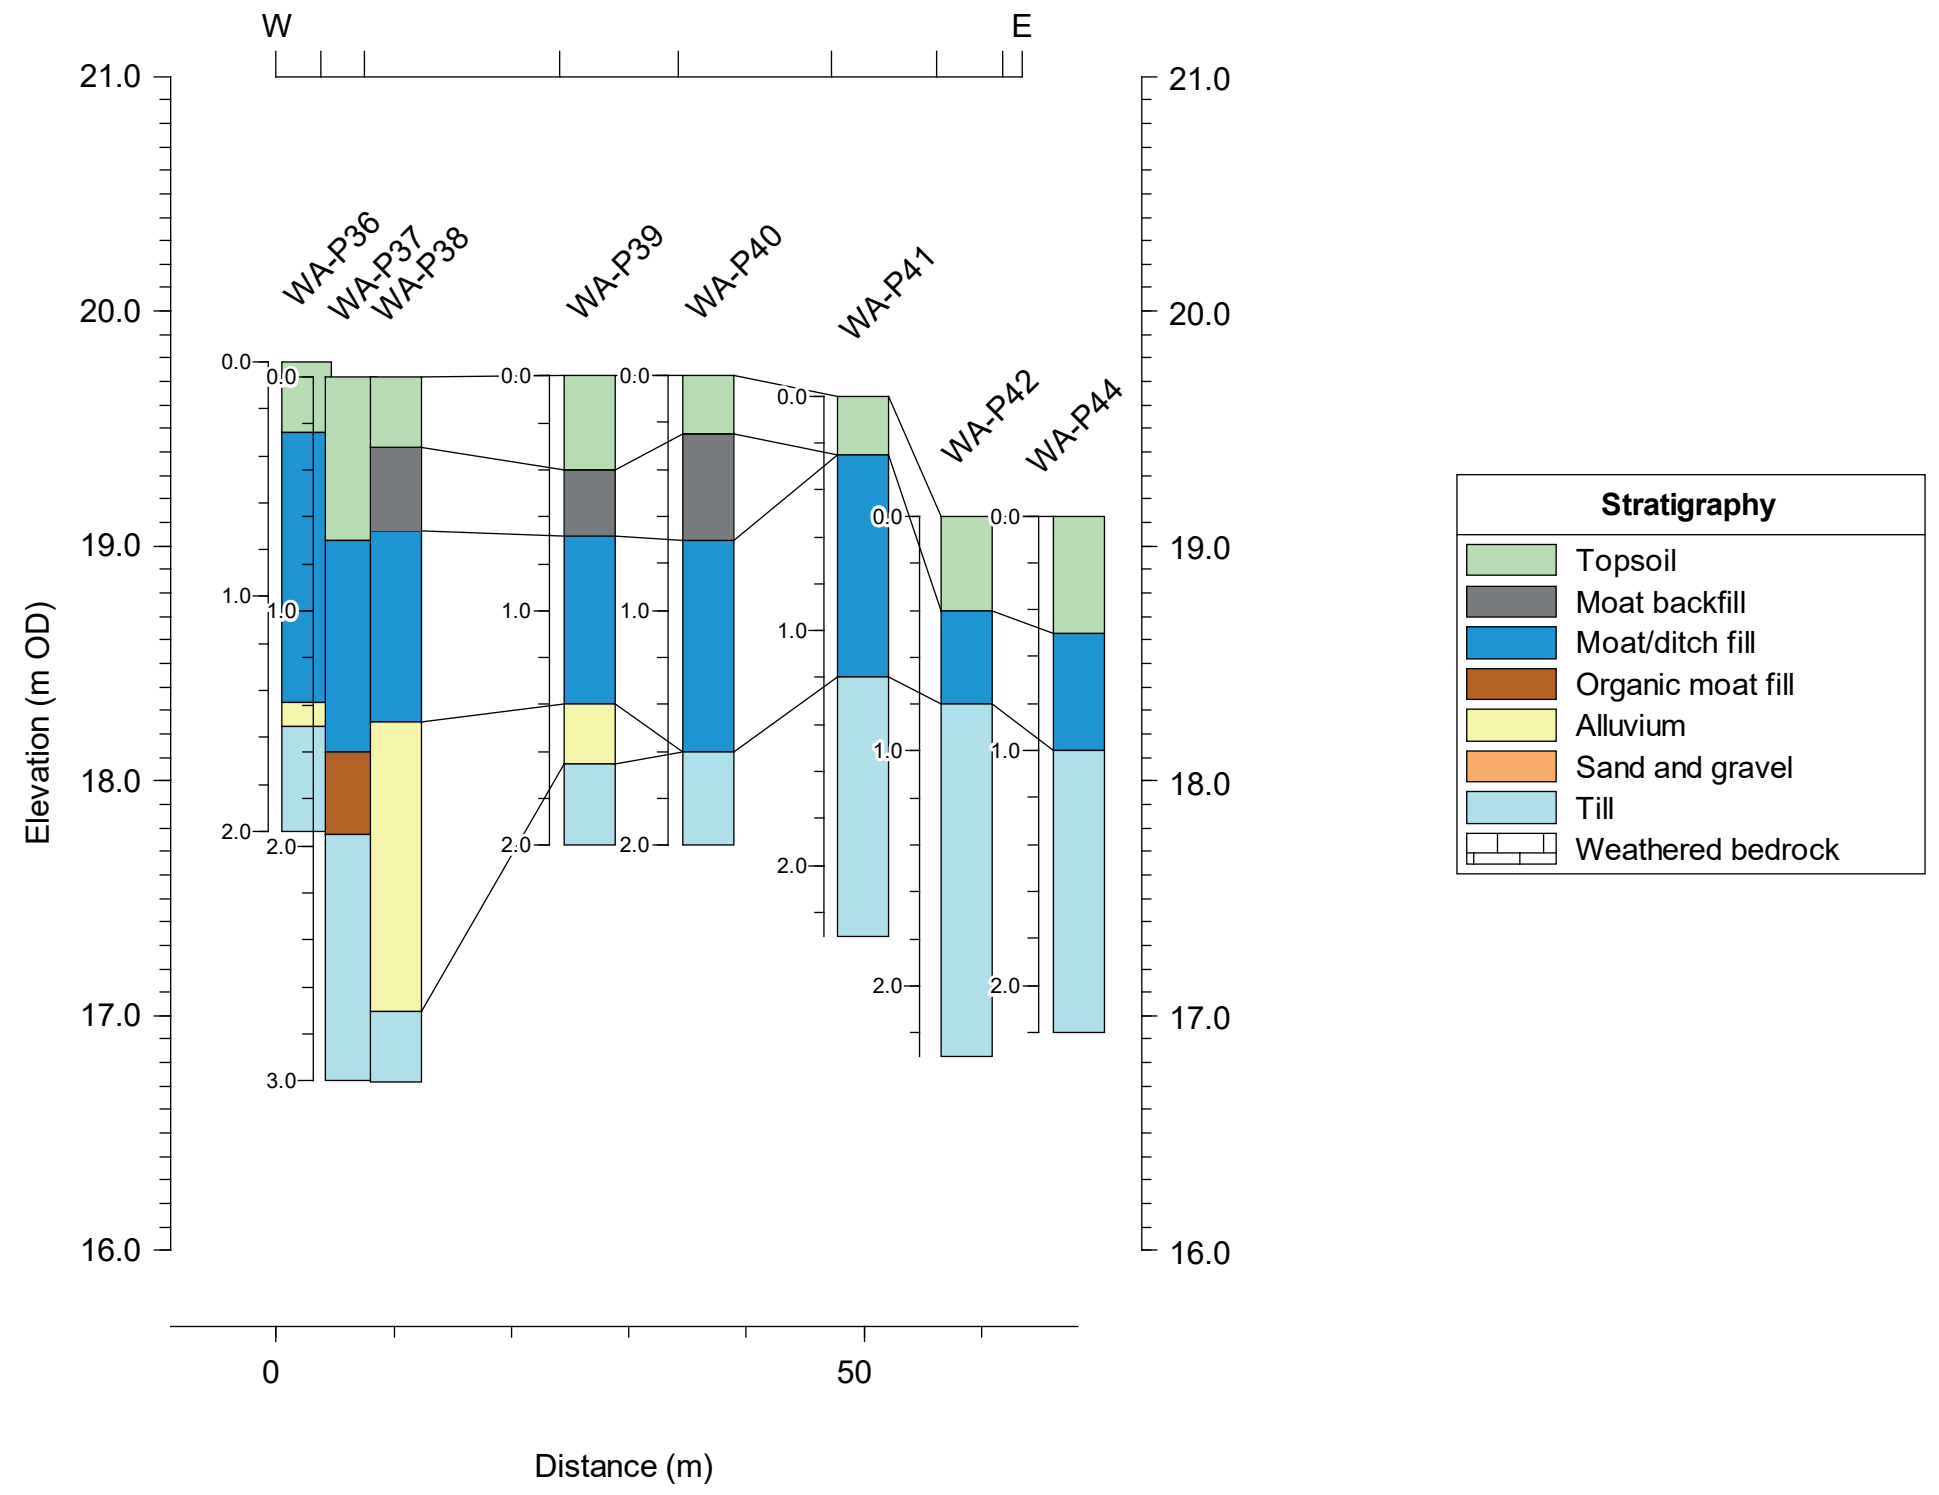 W E
21.0 21.0
20.0 20.0
19.0 19.0
18.0 18.0
17.0 17.0
16.0 16.0
Elevation (m OD)
WA-P36
WA-P37
WA-P38
WA-P39
WA-P40
WA-P41
WA-P42
WA-P44
0.0
1.0
2.0
0.0
1.0
2.0
3.0
0.0
1.0
2.0
0.0
1.0
2.0
0.0
1.0
2.0
0.0
1.0
2.0
0.0
1.0
2.0
0 50
Distance (m)
Stratigraphy
Topsoil
Moat backfill
Moat/ditch fill
Organic moat fill
Alluvium
Sand and gravel
Till
Weathered bedrock